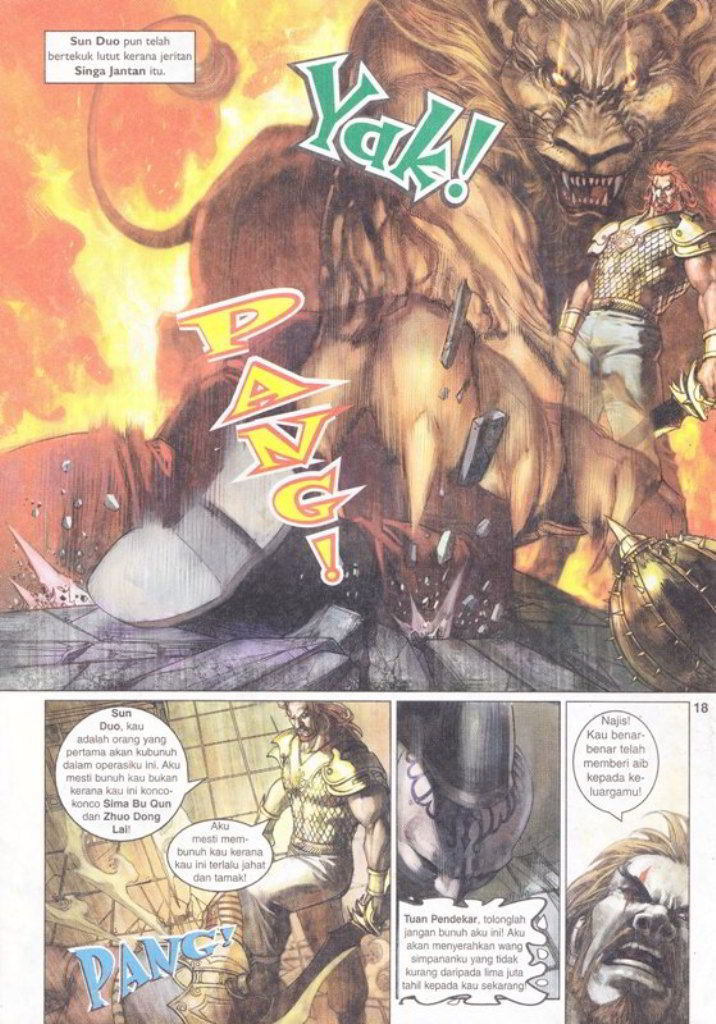 Sun Duo pun telah
bertekuk lutut kerana jeritan
Singa Jantan itu.
Yak!
PANG!
18
Sun
Duo, kau
adalah orang yang
pertama akan kubunuh
dalam operasiku ini. Aku
mesti bunuh kau bukan
kerana kau ini konco-
konco Sima Bu Qun
dan Zhuo Dong
Lai!
Aku
mesti mem-
bunuh kau kerana
kau ini terlalu jahat
dan tamak!
PANG!
Tuan Pendekar, tolonglah
jangan bunuh aku ini! Aku
akan menyerahkan wang
simpananku yang tidak
kurang daripada lima juta
tahil kepada kau sekarang!
Najis!
Kau benar-
benar telah
memberi aib
kepada ke-
luargamu!